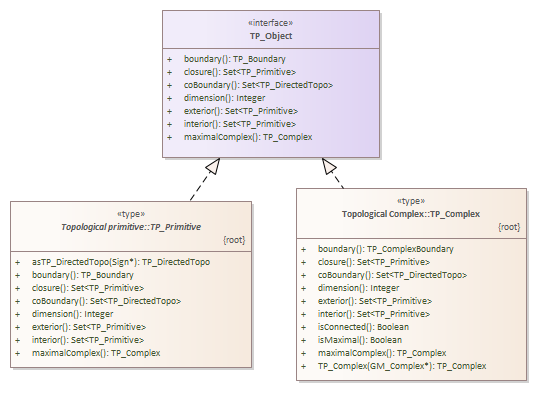 «interface»
TP_Object
+ boundary(): TP_Boundary
+ closure(): Set<TP_Primitive>
+ coBoundary(): Set<TP_DirectedTopo>
+ dimension(): Integer
+ exterior(): Set<TP_Primitive>
+ interior(): Set<TP_Primitive>
+ maximalComplex(): TP_Complex
«type»
Topological primitive::TP_Primitive
{root}
+ asTP_DirectedTopo(Sign*): TP_DirectedTopo
+ boundary(): TP_Boundary
+ closure(): Set<TP_Primitive>
+ coBoundary(): Set<TP_DirectedTopo>
+ dimension(): Integer
+ exterior(): Set<TP_Primitive>
+ interior(): Set<TP_Primitive>
+ maximalComplex(): TP_Complex
«type»
Topological Complex::TP_Complex
{root}
+ boundary(): TP_ComplexBoundary
+ closure(): Set<TP_Primitive>
+ coBoundary(): Set<TP_DirectedTopo>
+ dimension(): Integer
+ exterior(): Set<TP_Primitive>
+ interior(): Set<TP_Primitive>
+ isConnected(): Boolean
+ isMaximal(): Boolean
+ maximalComplex(): TP_Complex
+ TP_Complex(GM_Complex*): TP_Complex